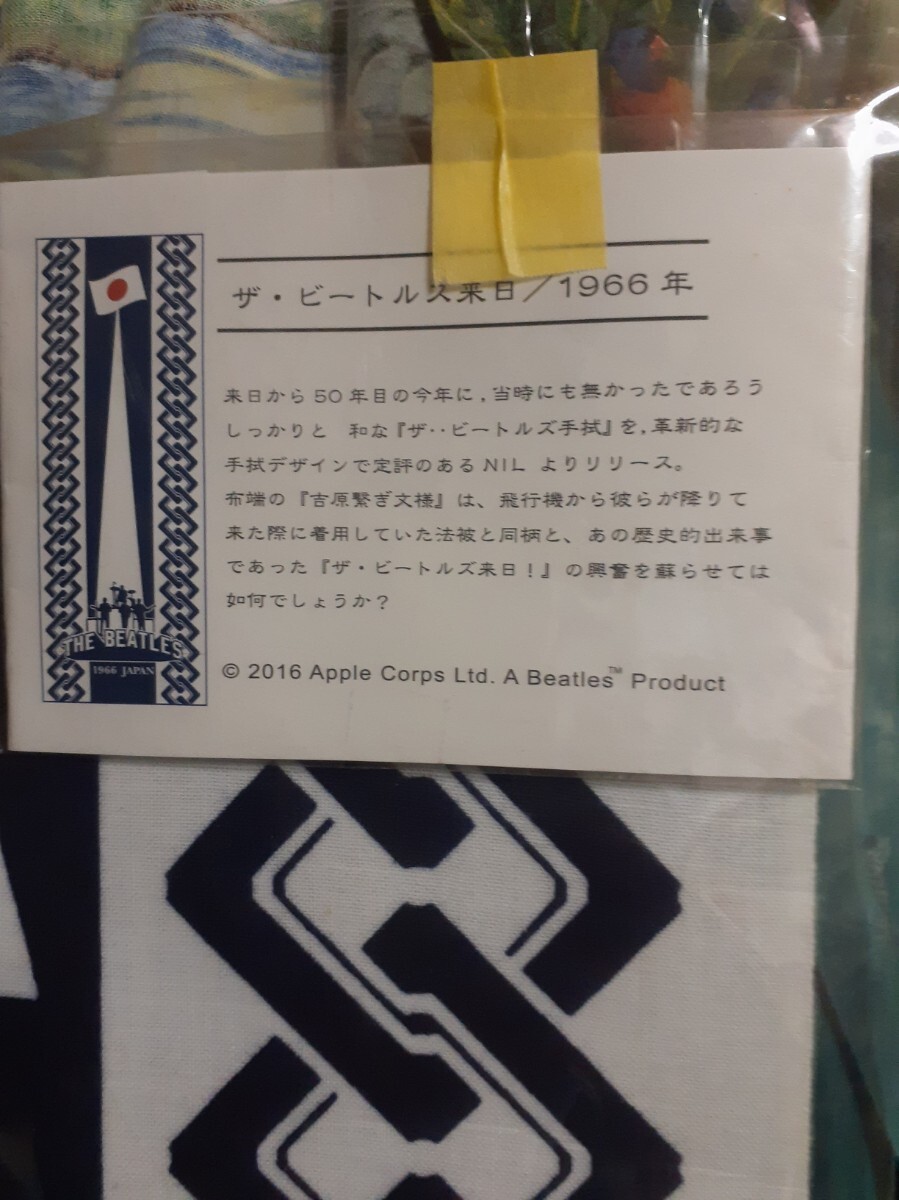 ザ・ビートルズ来日／1966 年
来日から 50 年目の今年に，当時にも無かったであろう
しっかりと　和な『ザ・・ビートルズ手拭』を，革新的な
手拭デザインで定評のある NIL よりリリース。
布端の『吉原繋ぎ文様』は、飛行機から彼らが降りて
来た際に着用していた法被と同柄と、あの歴史的出来事
であった『ザ・ビートルズ来日！』の興奮を蘇らせては
如何でしょうか？
THE BEATLES
1966 JAPAN
© 2016 Apple Corps Ltd. A Beatles™ Product